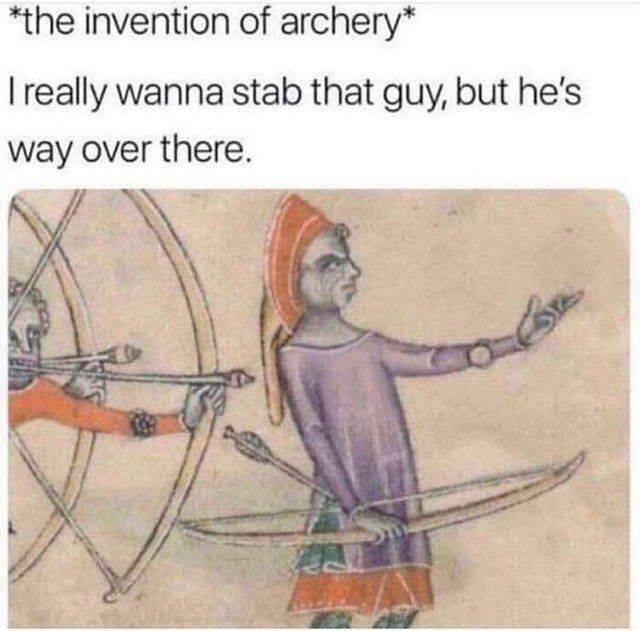 *the invention of archery*
I really wanna stab that guy, but he's
way over there.